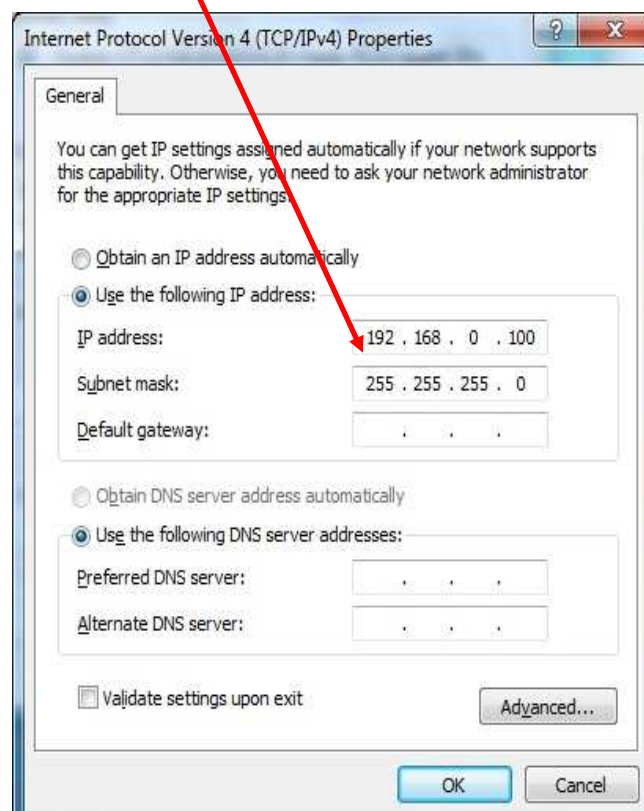 Internet Protocol Version 4 (TCP/IPv4) Properties
? x
General
You can get IP settings assigned automatically if your network supports
this capability. Otherwise, you need to ask your network administrator
for the appropriate IP settings.
Obtain an IP address automatically
Use the following IP address:
IP address: 192 . 168 . 0 . 100
Subnet mask: 255 . 255 . 255 . 0
Default gateway: . . .
Obtain DNS server address automatically
Use the following DNS server addresses:
Preferred DNS server: . . .
Alternate DNS server: . . .
Validate settings upon exit
Advanced...
OK Cancel